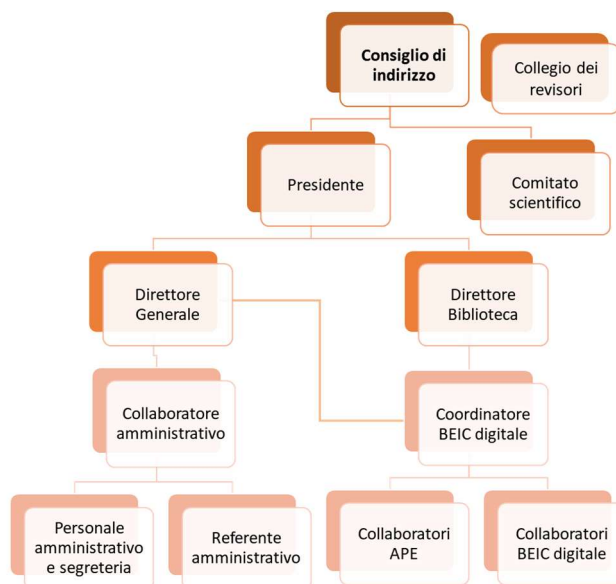 Consiglio di
indirizzo
Collegio dei
revisori
Presidente
Comitato
scientifico
Direttore
Generale
Direttore
Biblioteca
Collaboratore
amministrativo
Coordinatore
BEIC digitale
Personale
amministrativo
e segreteria
Referente
amministrativo
Collaboratori
APE
Collaboratori
BEIC digitale